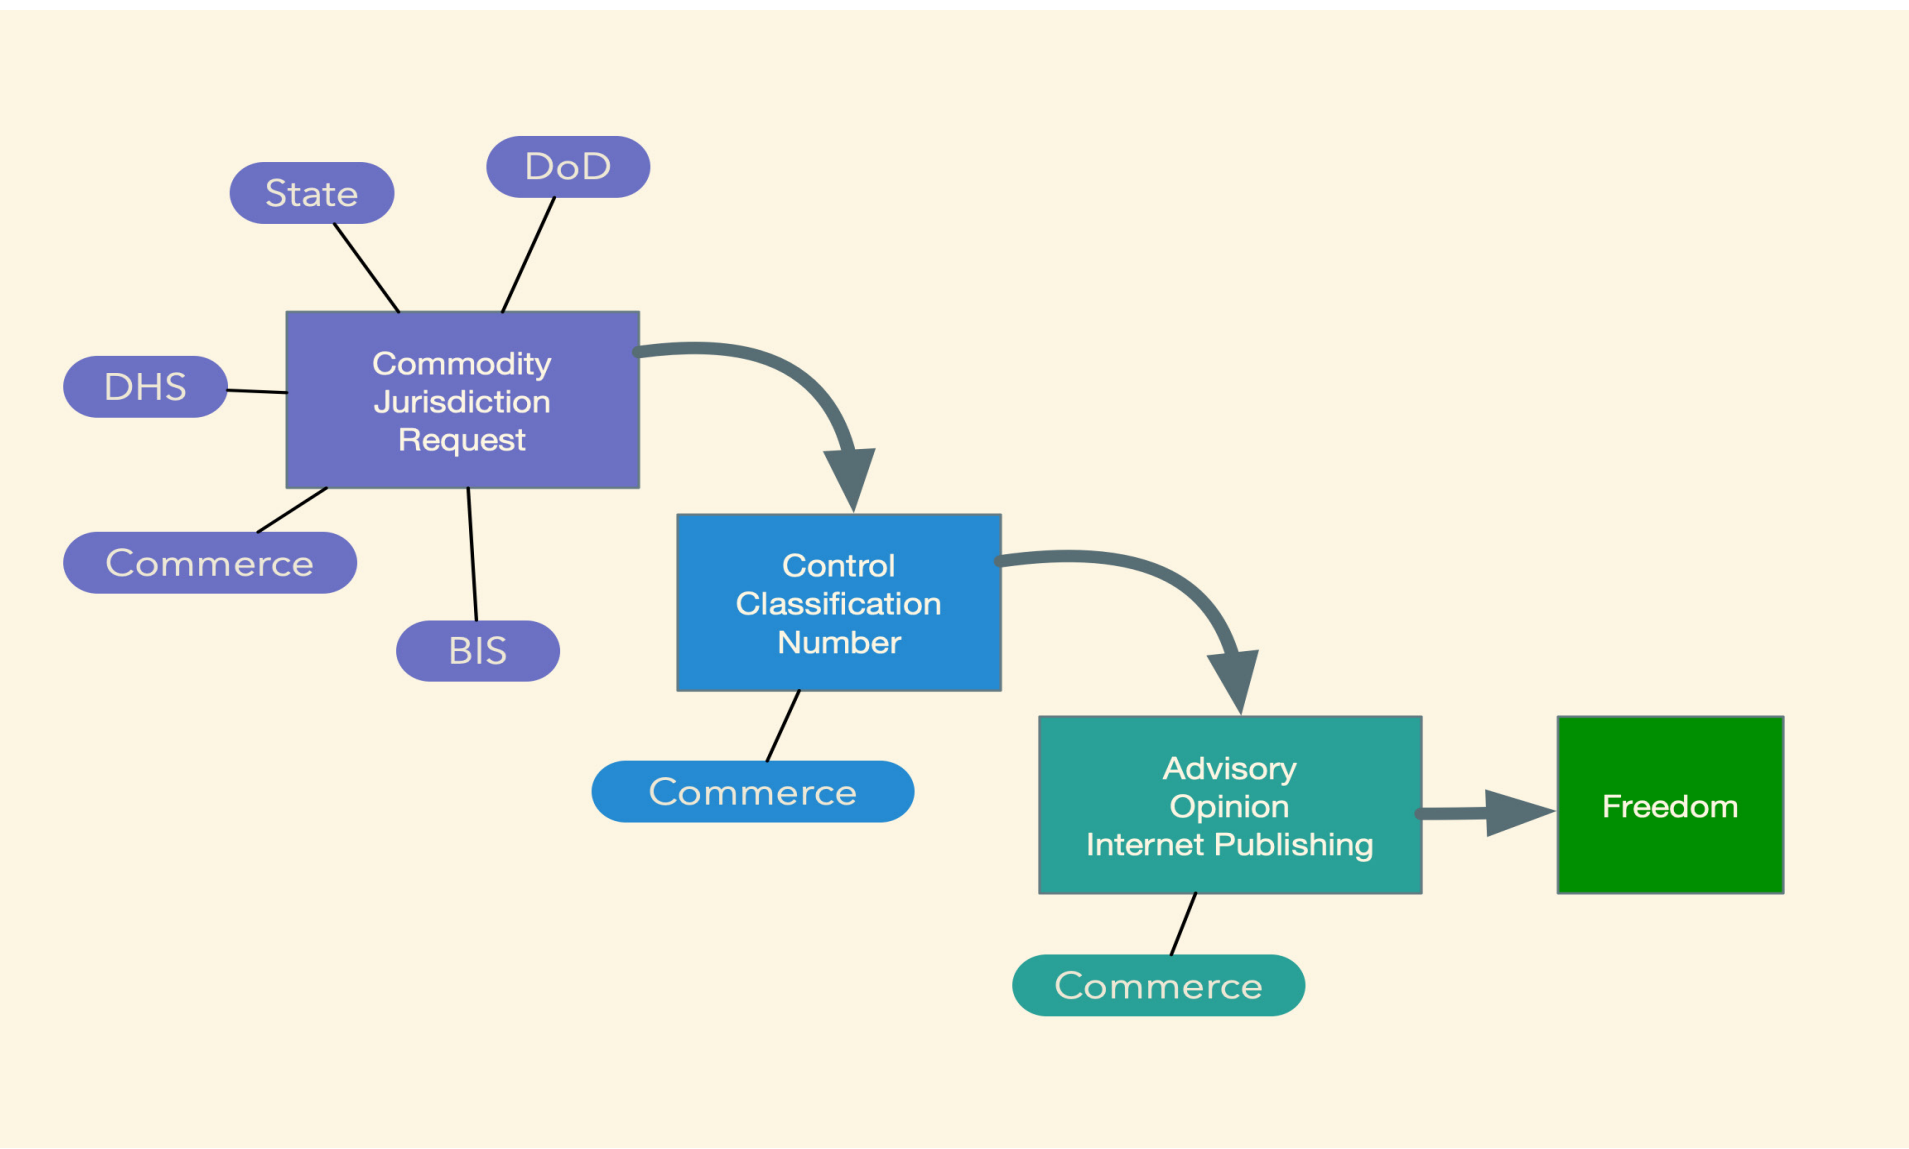 State
DoD
Commodity
Jurisdiction
Request
DHS
Commerce
BIS
Control
Classification
Number
Commerce
Advisory
Opinion
Internet Publishing
Freedom
Commerce